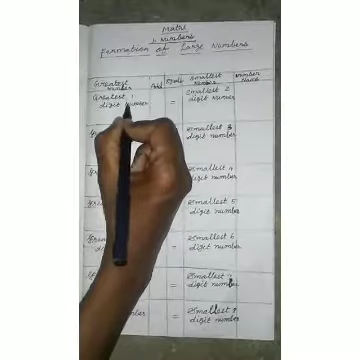 Maths
1. Numbers
Formation of Large Numbers
Greatest Number Add Equals Smallest Number Number Name
Greatest 1 digit number = Smallest 2 digit number
Smallest 3 digit number
Smallest 4 digit number
Smallest 5 digit number
= Smallest 6 digit number
= Smallest 7 digit number
= Smallest 8 digit number